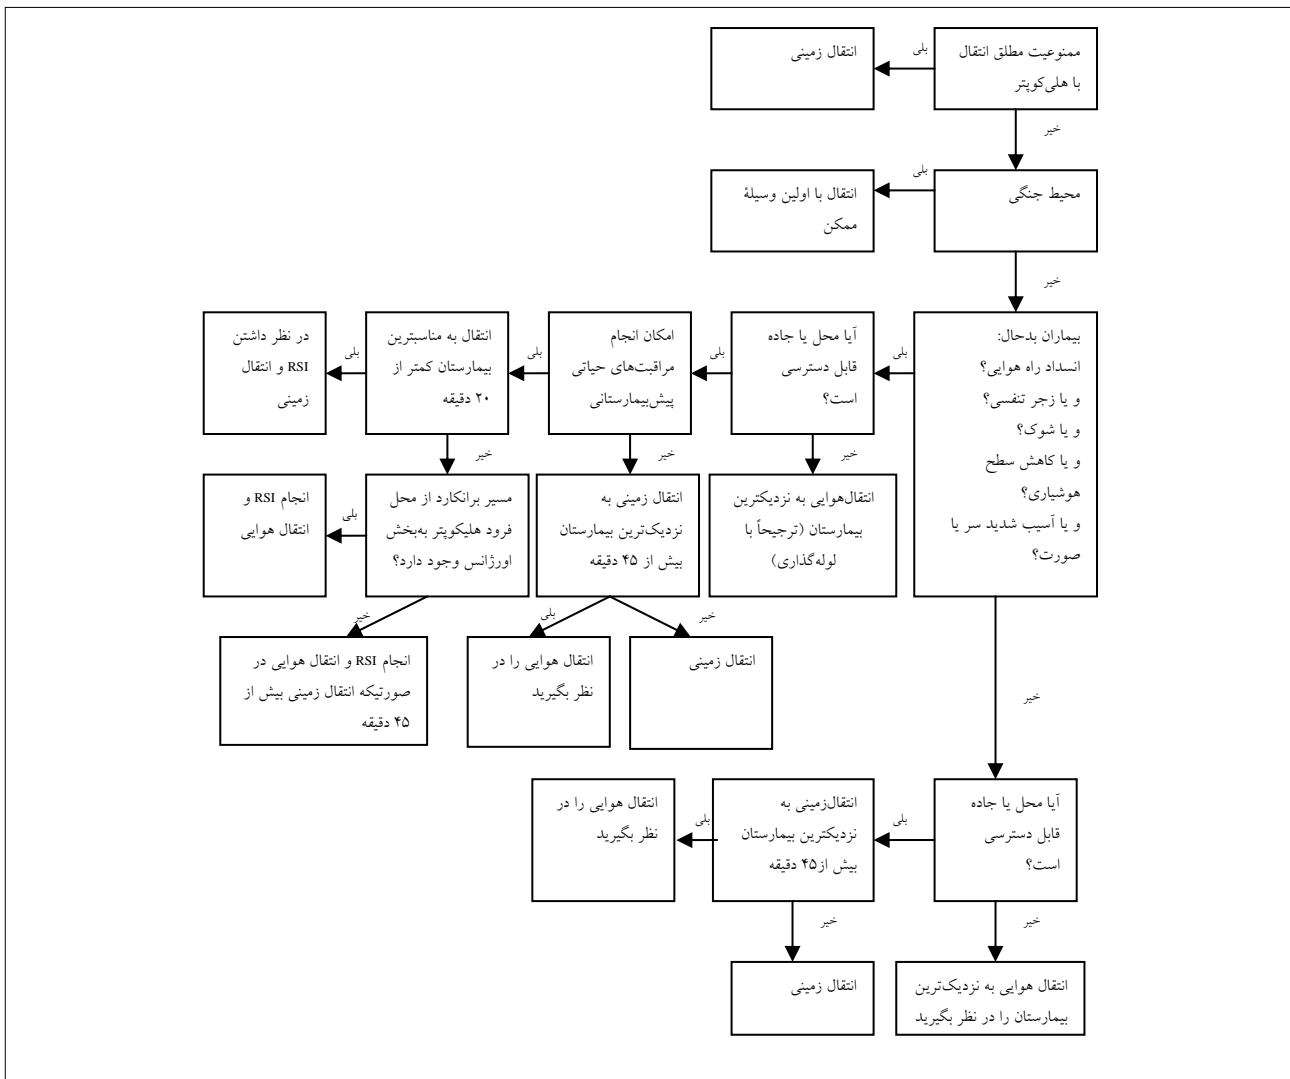 ممنوعیت مطلق انتقال
با هلی‌کوپتر
بلی
انتقال زمینی
خیر
محیط جنگی
بلی
انتقال با اولین وسیلهٔ
ممکن
خیر
بیماران بدحال:
انسداد راه هوایی؟
و یا زجر تنفسی؟
و یا شوک؟
و یا کاهش سطح
هوشیاری؟
و یا آسیب شدید سر یا
صورت؟
بلی
آیا محل یا جاده
قابل دسترسی
است؟
بلی
امکان انجام
مراقبت‌های حیاتی
پیش‌بیمارستانی
بلی
انتقال به مناسبترین
بیمارستان کمتر از
۲۰ دقیقه
بلی
در نظر داشتن
RSI و انتقال
زمینی
خیر
خیر
خیر
انتقال‌هوایی به نزدیکترین
بیمارستان (ترجیحاً با
لوله‌گذاری)
انتقال زمینی به
نزدیک‌ترین بیمارستان
بیش از ۴۵ دقیقه
مسیر برانکارد از محل
فرود هلیکوپتر به‌بخش
اورژانس وجود دارد؟
بلی
انجام RSI و
انتقال هوایی
خیر
بلی
خیر
انتقال زمینی
انتقال هوایی را در
نظر بگیرید
انجام RSI و انتقال هوایی در
صورتیکه انتقال زمینی بیش از
۴۵ دقیقه
خیر
آیا محل یا جاده
قابل دسترسی
است؟
بلی
انتقال‌زمینی به
نزدیکترین بیمارستان
بیش از۴۵ دقیقه
بلی
انتقال هوایی را در
نظر بگیرید
خیر
خیر
انتقال هوایی به نزدیک‌ترین
بیمارستان را در نظر بگیرید
انتقال زمینی